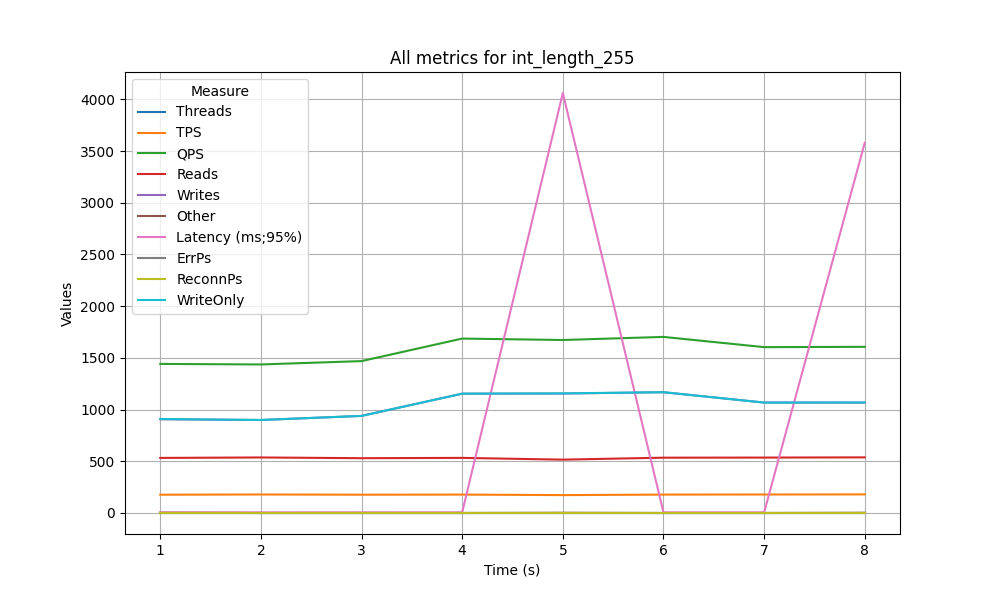 All metrics for int_length_255
Measure
Threads
TPS
QPS
Reads
Writes
Other
Latency (ms;95%)
ErrPs
ReconnPs
WriteOnly
Values
4000
3500
3000
2500
2000
1500
1000
500
0
1 2 3 4 5 6 7 8
Time (s)